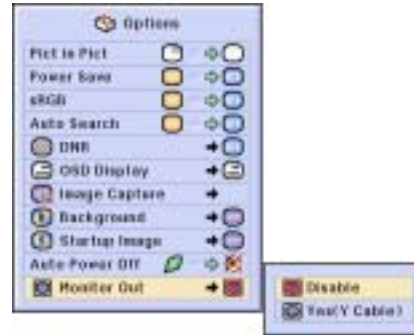 Options
Pict in Pict
Power Save
sRGB
Auto Search
DNR
OSD Display
Image Capture
Background
Startup Image
Auto Power Off
Monitor Out
Disable
Yes(Y Cable)